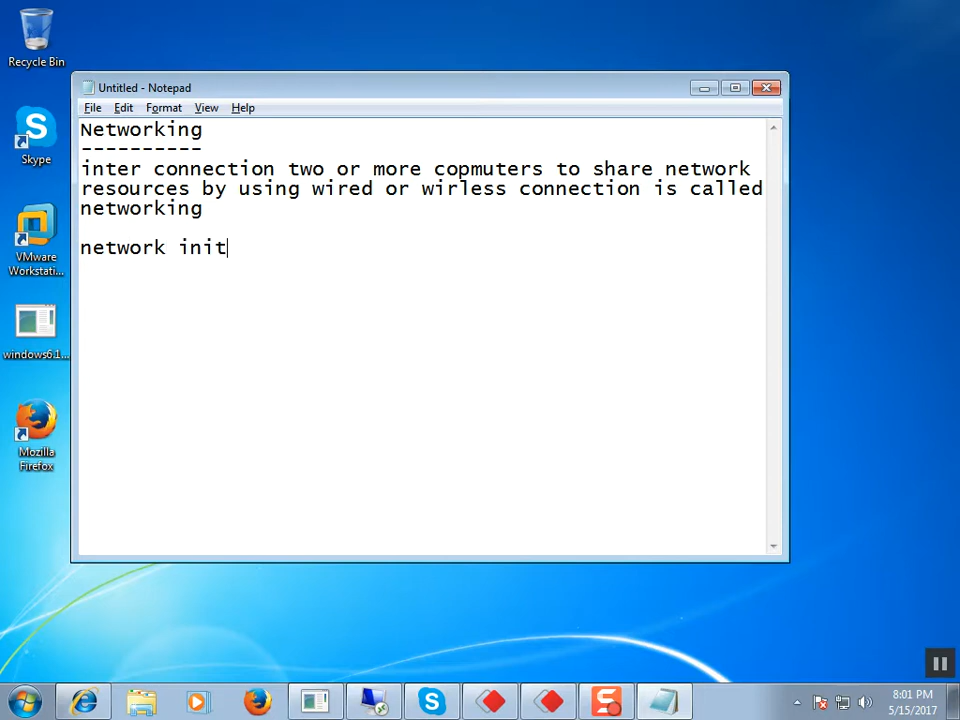 Recycle Bin
Untitled - Notepad
File Edit Format View Help
Networking
----------
inter connection two or more copmuters to share network
resources by using wired or wirless connection is called
networking
network init
Skype
VMware
Workstati...
windows6.1...
Mozilla
Firefox
8:01 PM
5/15/2017